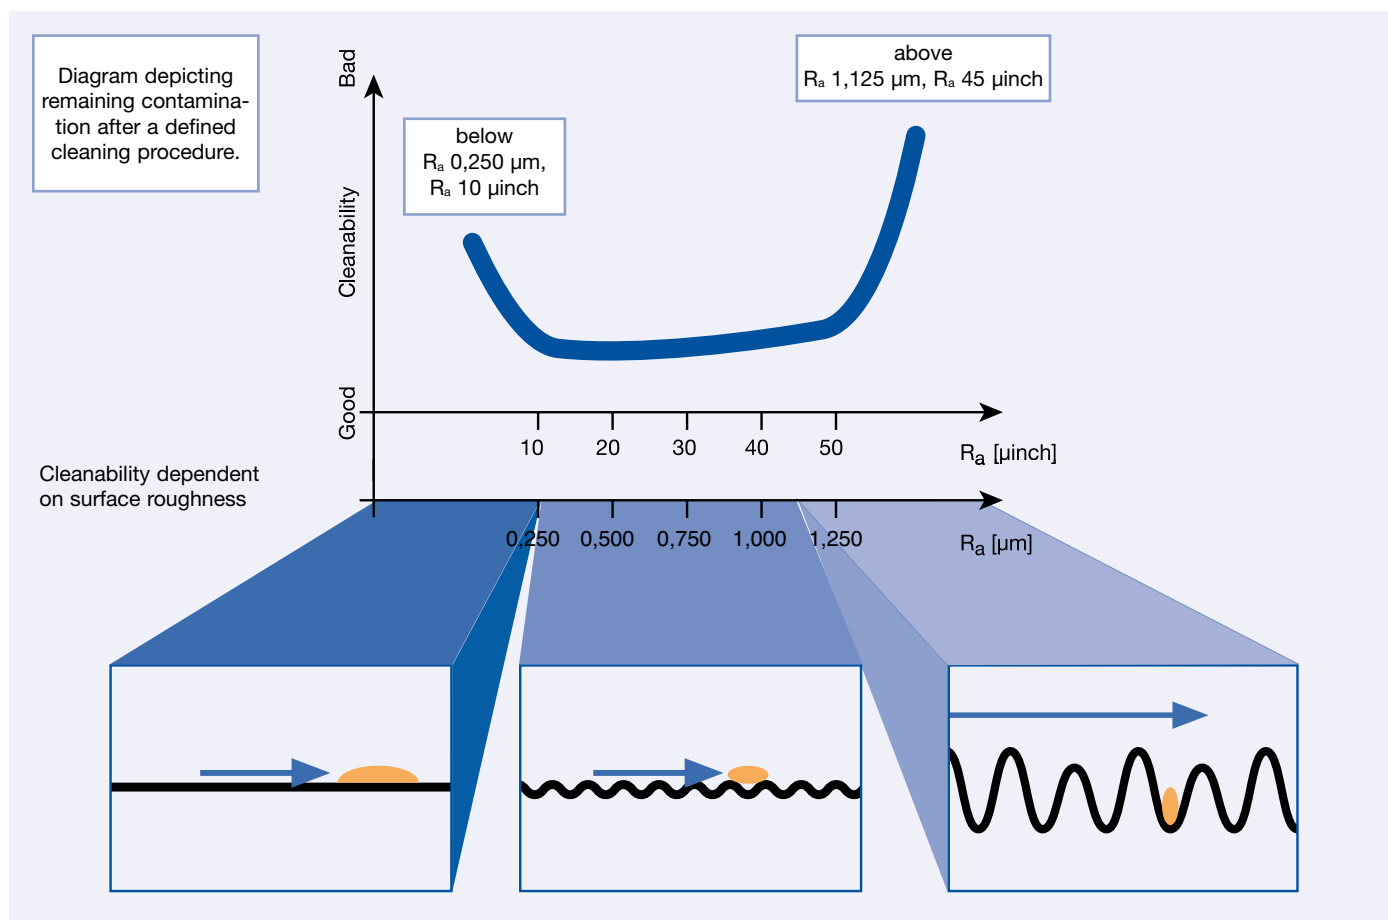 Diagram depicting
remaining contamina-
tion after a defined
cleaning procedure.
Bad
Cleanability
Good
below
Ra 0,250 µm,
Ra 10 µinch
above
Ra 1,125 µm, Ra 45 µinch
10 20 30 40 50
Ra [µinch]
Cleanability dependent
on surface roughness
0,250 0,500 0,750 1,000 1,250
Ra [µm]